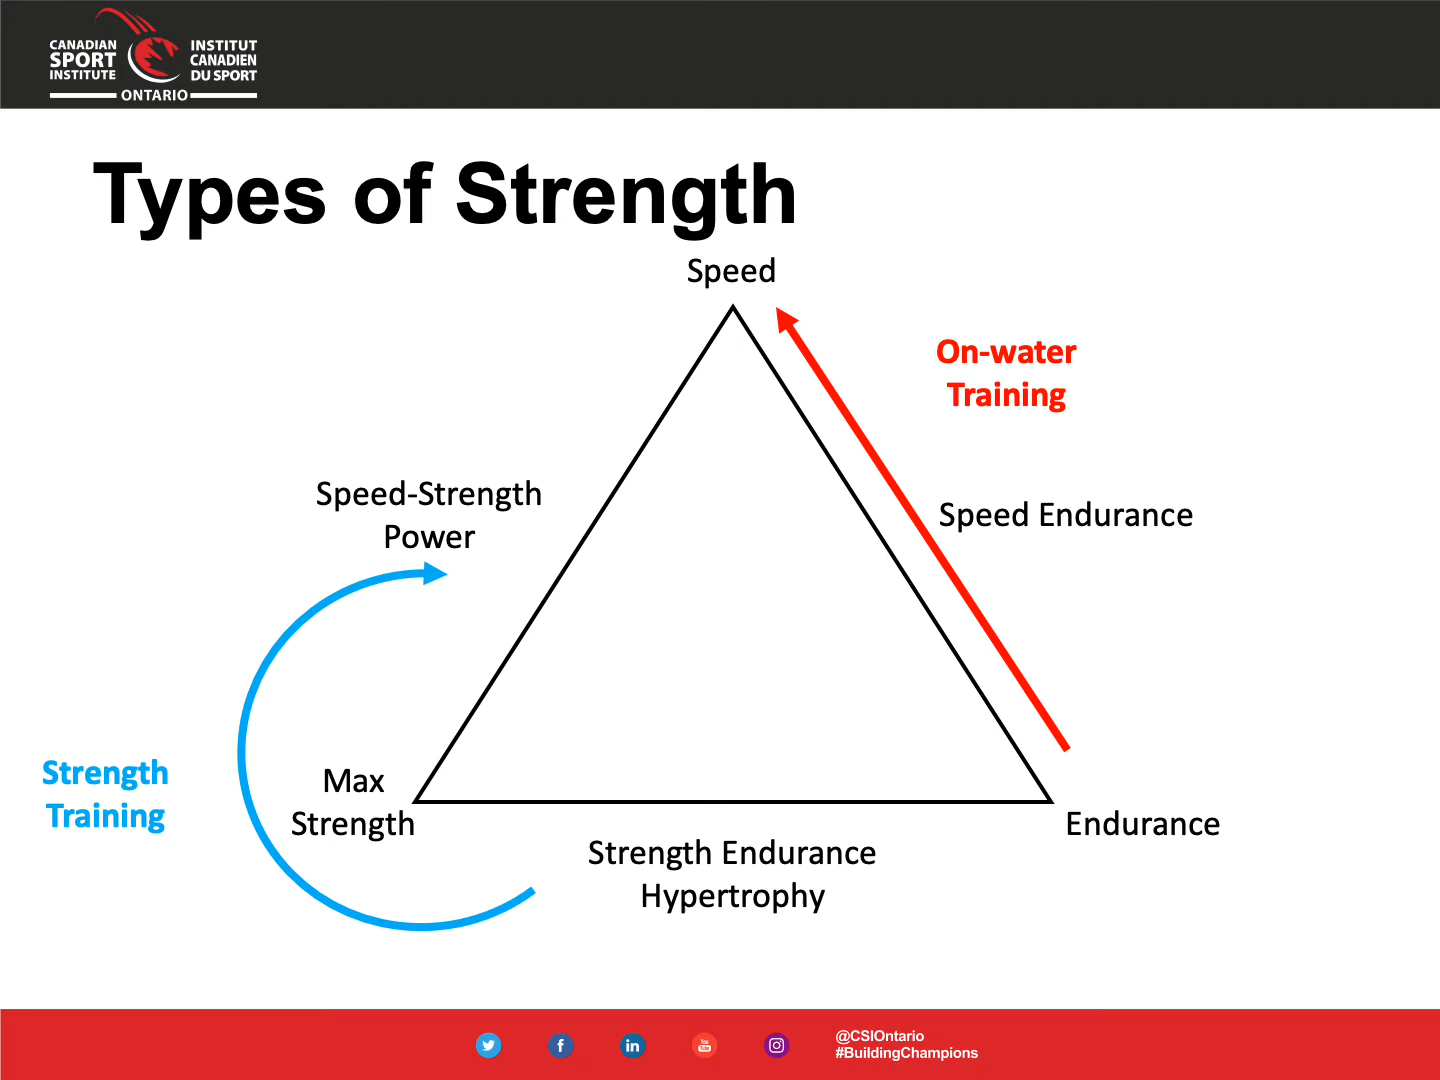 CANADIAN
SPORT
INSTITUTE
INSTITUT
CANADIEN
DU SPORT
ONTARIO
Types of Strength
Speed
On-water
Training
Speed-Strength
Power
Speed Endurance
Strength
Training
Max
Strength
Endurance
Strength Endurance
Hypertrophy
@CSIOntario
#BuildingChampions